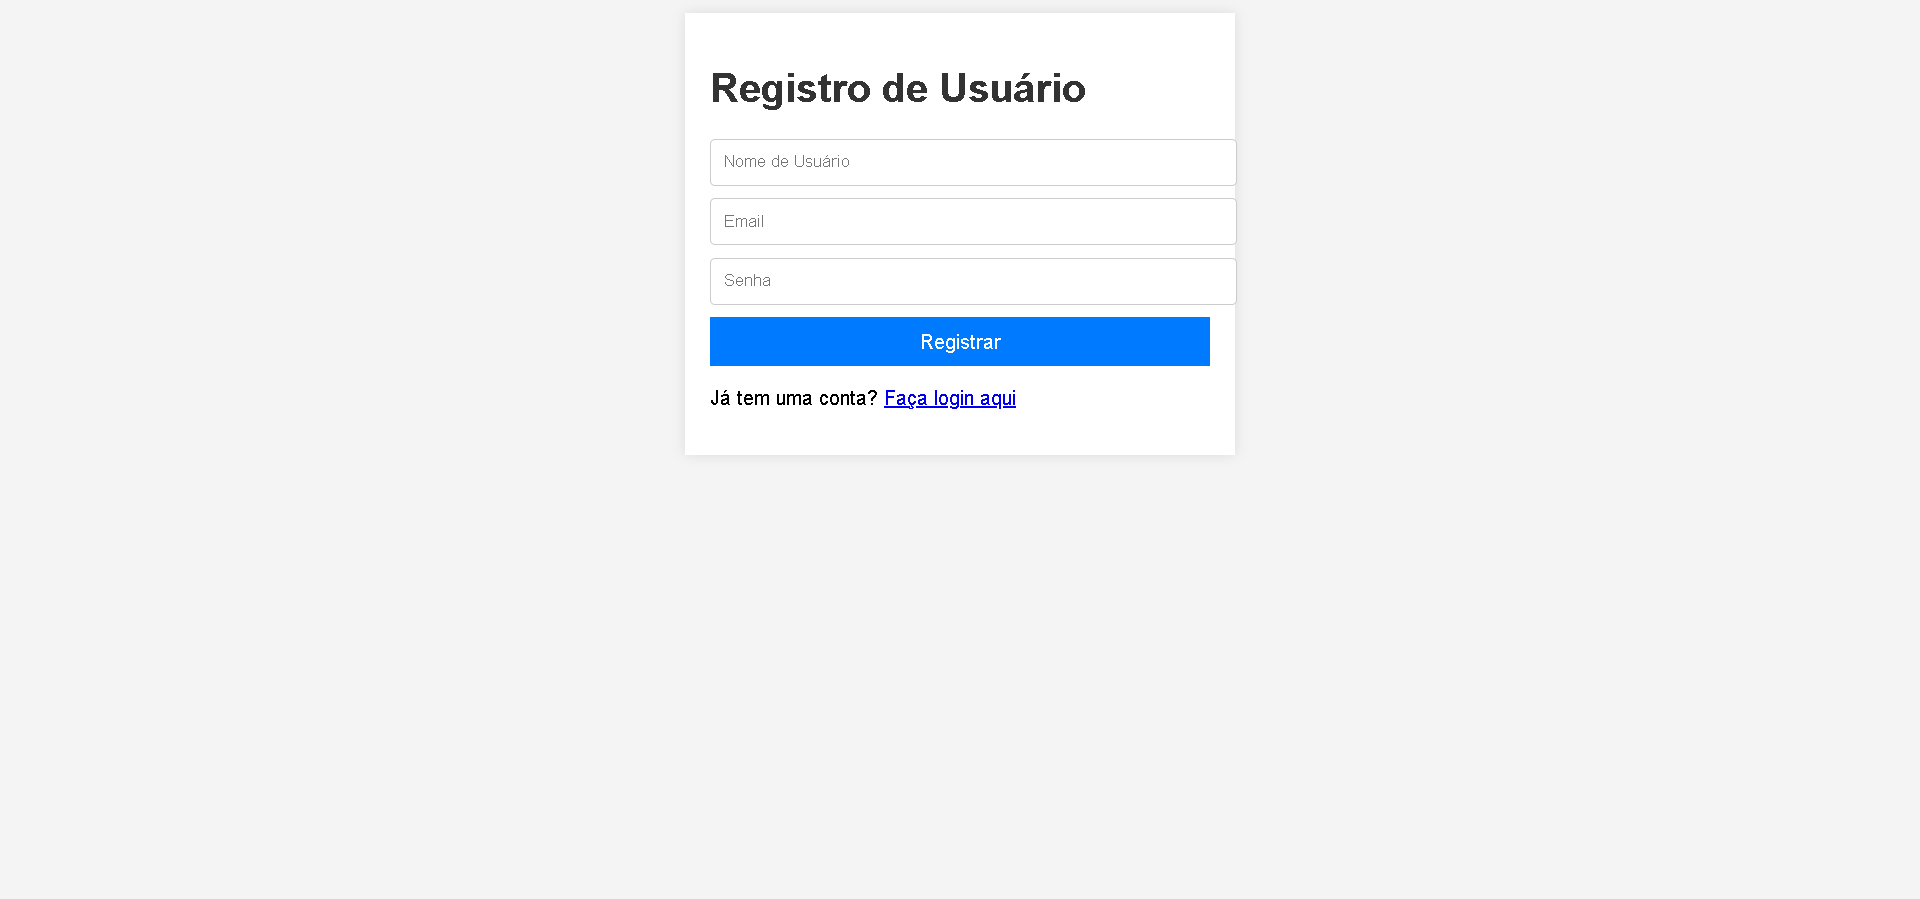 Registro de Usuário
Nome de Usuário
Email
Senha
Registrar
Já tem uma conta? Faça login aqui